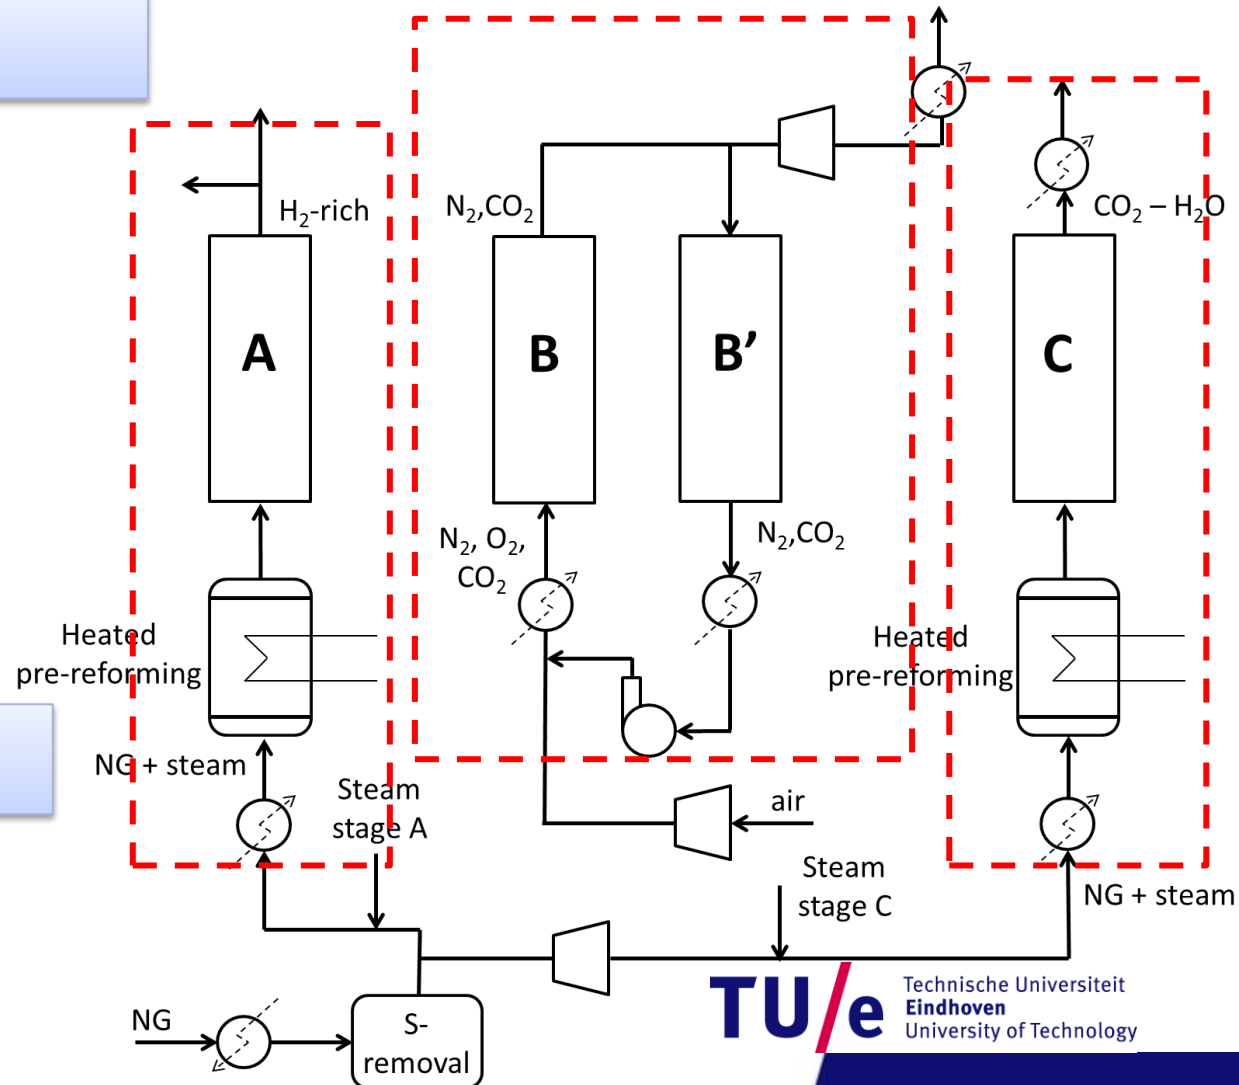 H₂-rich
N₂,CO₂
CO₂ – H₂O
A
B
B’
C
N₂, O₂,
CO₂
N₂,CO₂
Heated
pre-reforming
Heated
pre-reforming
NG + steam
Steam
stage A
air
Steam
stage C
NG + steam
NG
S-
removal
TU/e
Technische Universiteit
Eindhoven
University of Technology